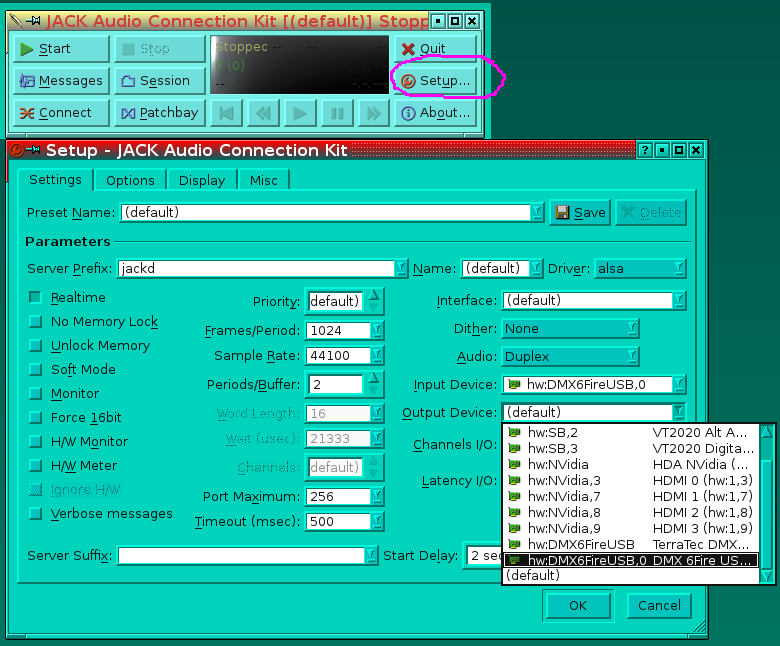 JACK Audio Connection Kit [(default)] Stopp
Start Stop Stopped -- -- -- Quit
Messages Session (0) Setup...
Connect Patchbay About...
Setup - JACK Audio Connection Kit ?
Settings Options Display Misc
Preset Name: (default) Save Delete
Parameters
Server Prefix: jackd Name: (default) Driver: alsa
Realtime Priority: default) Interface: (default)
No Memory Lock Frames/Period: 1024 Dither: None
Unlock Memory Sample Rate: 44100 Audio: Duplex
Soft Mode Periods/Buffer: 2 Input Device: hw:DMX6FireUSB,0
Monitor
Force 16bit Word Length: 16 Output Device: (default)
H/W Monitor Wait (usec): 21333 Channels I/O:
H/W Meter Channels: default) Latency I/O:
Ignore H/W Port Maximum: 256
Verbose messages Timeout (msec): 500
hw:SB,2 VT2020 Alt A...
hw:SB,3 VT2020 Digita...
hw:NVidia HDA NVidia (...
hw:NVidia,3 HDMI 0 (hw:1,3)
hw:NVidia,7 HDMI 1 (hw:1,7)
hw:NVidia,8 HDMI 2 (hw:1,8)
hw:NVidia,9 HDMI 3 (hw:1,9)
hw:DMX6FireUSB TerraTec DMX...
hw:DMX6FireUSB,0 DMX 6Fire US...
(default)
Server Suffix: Start Delay: 2 sec
OK Cancel